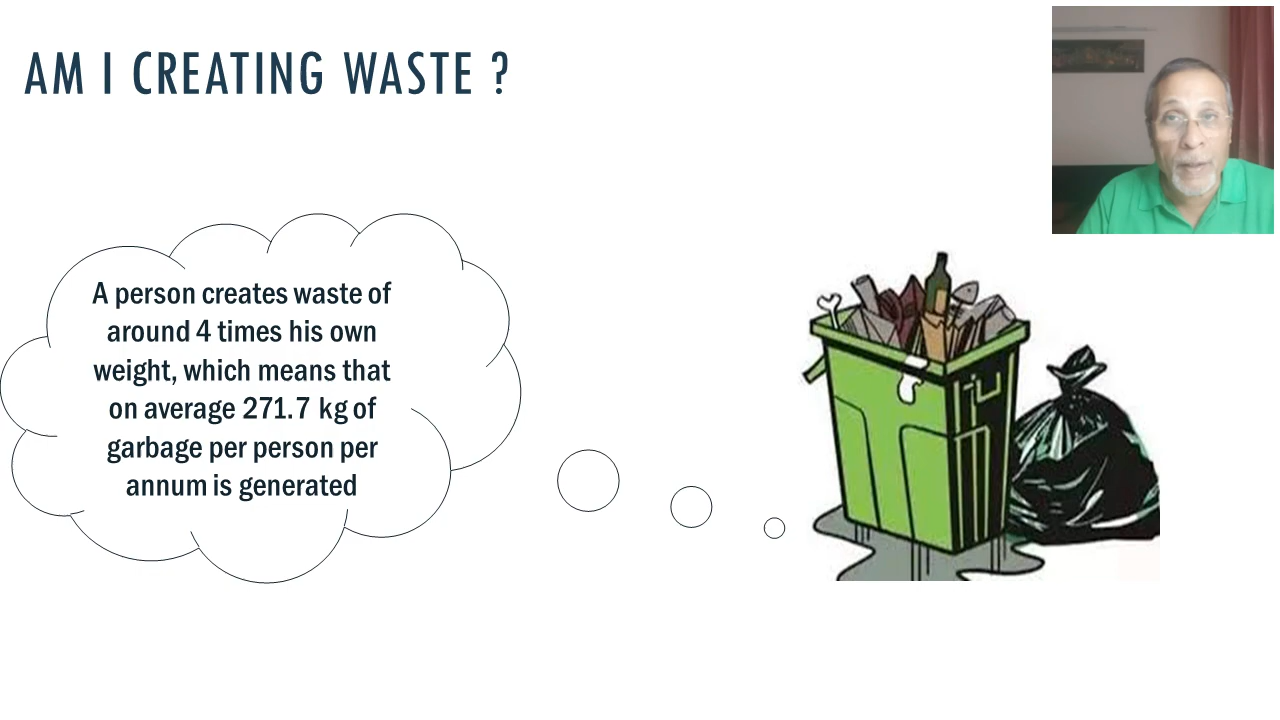 AM I CREATING WASTE ?
A person creates waste of
around 4 times his own
weight, which means that
on average 271.7 kg of
garbage per person per
annum is generated